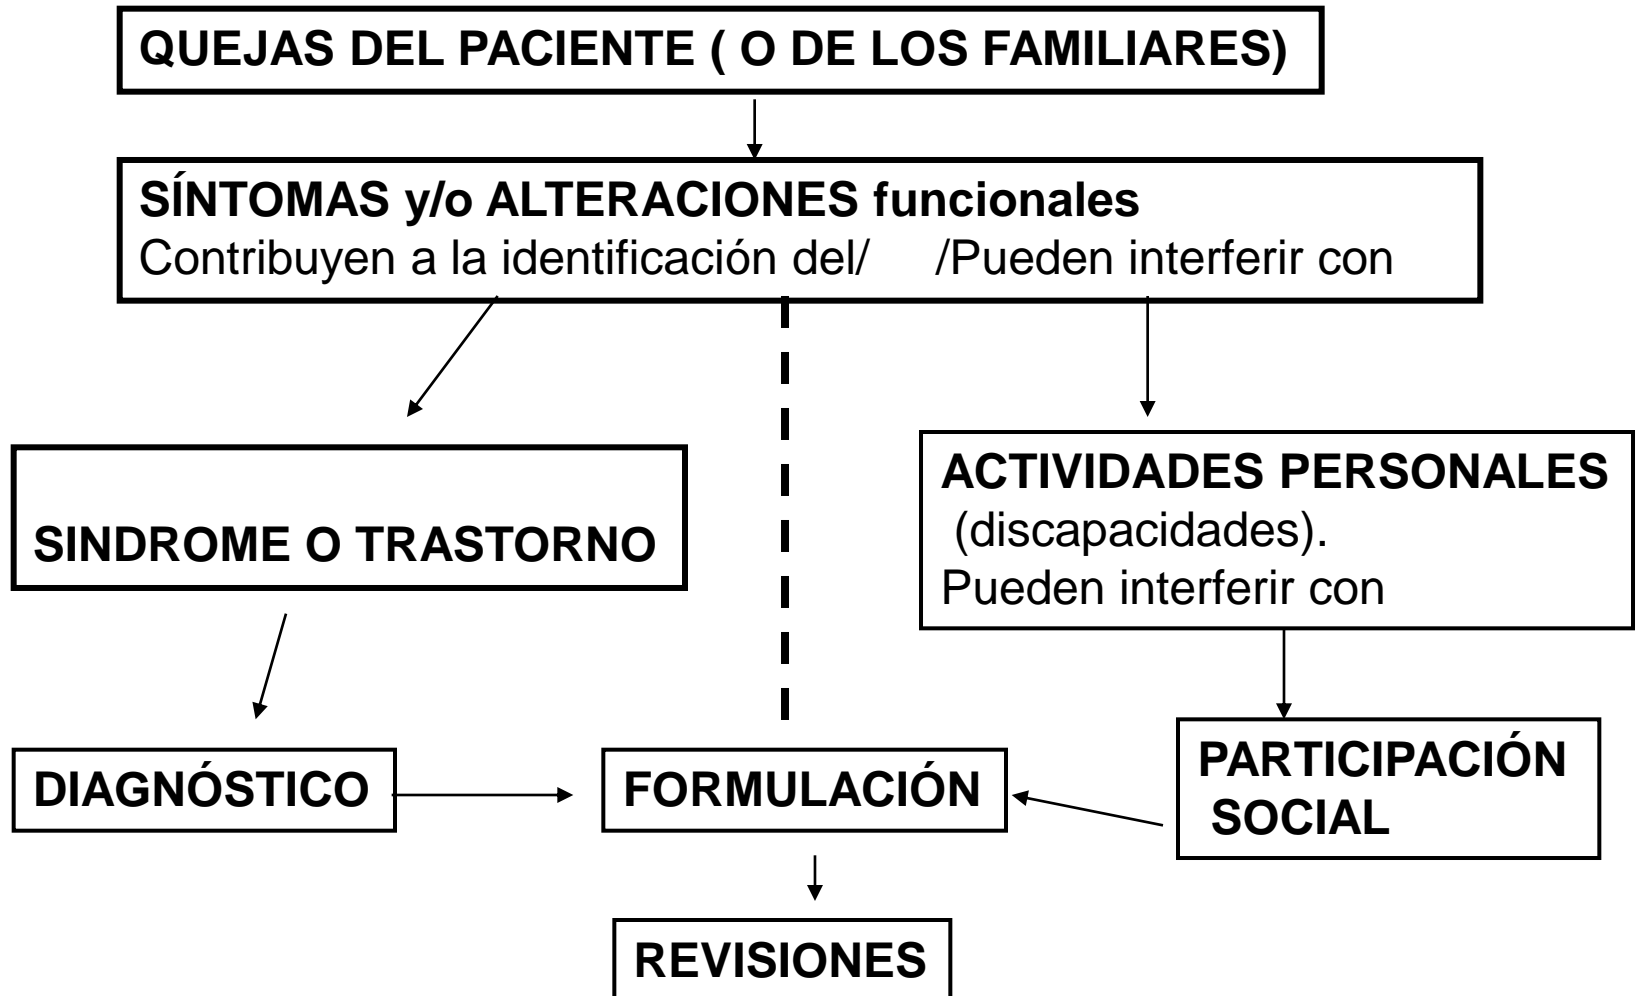 QUEJAS DEL PACIENTE ( O DE LOS FAMILIARES)
SÍNTOMAS y/o ALTERACIONES funcionales
Contribuyen a la identificación del/ /Pueden interferir con
SINDROME O TRASTORNO
ACTIVIDADES PERSONALES
(discapacidades).
Pueden interferir con
DIAGNÓSTICO
FORMULACIÓN
PARTICIPACIÓN
SOCIAL
REVISIONES